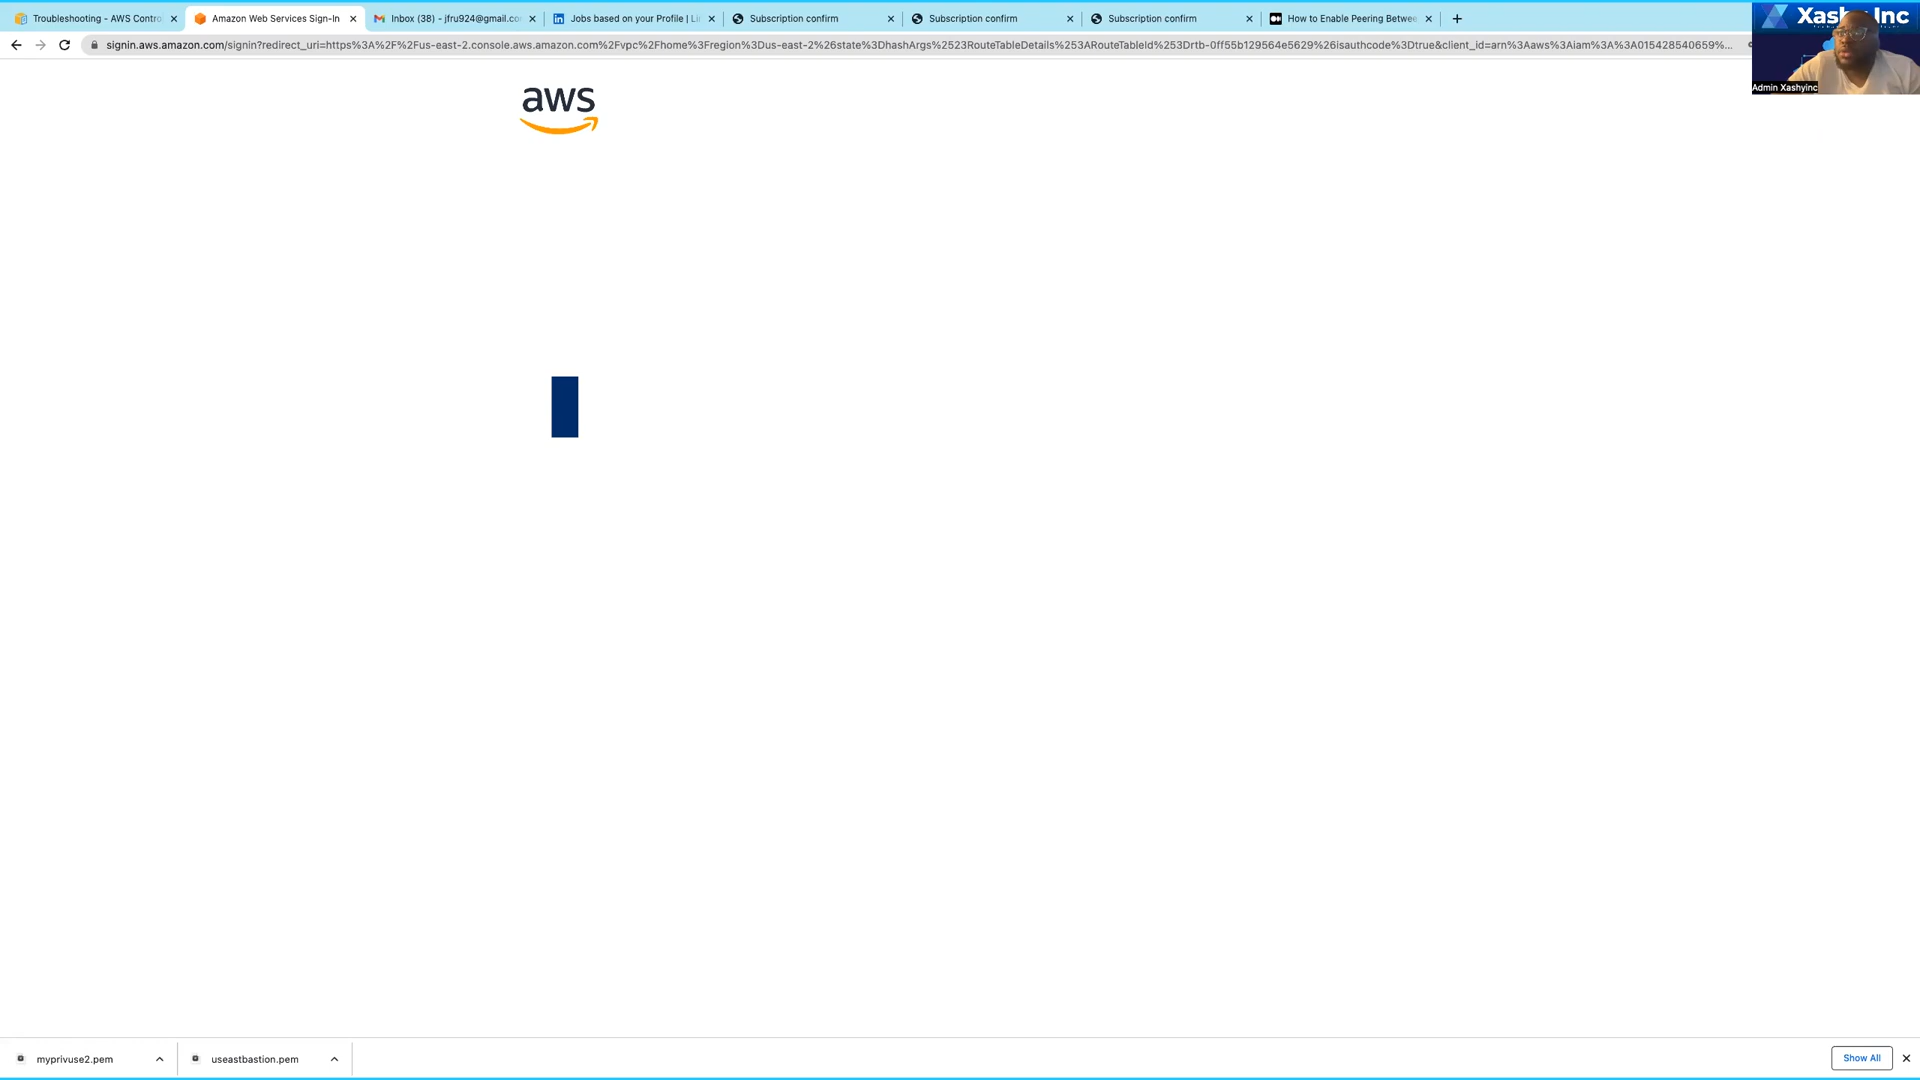 Troubleshooting - AWS Contro
Amazon Web Services Sign-In
Inbox (38) - jfru924@gmail.co
Jobs based on your Profile | Li
Subscription confirm
Subscription confirm
Subscription confirm
How to Enable Peering Betwee
signin.aws.amazon.com/signin?redirect_uri=https%3A%2F%2Fus-east-2.console.aws.amazon.com%2Fvpc%2Fhome%3Fregion%3Dus-east-2%26state%3DhashArgs%2523RouteTableDetails%253ARouteTableId%253Drtb-0ff55b129564e5629%26isauthcode%3Dtrue&client_id=arn%3Aaws%3Aiam%3A%3A015428540659%...
Xashy Inc
Admin Xashyinc
aws
myprivuse2.pem
useastbastion.pem
Show All